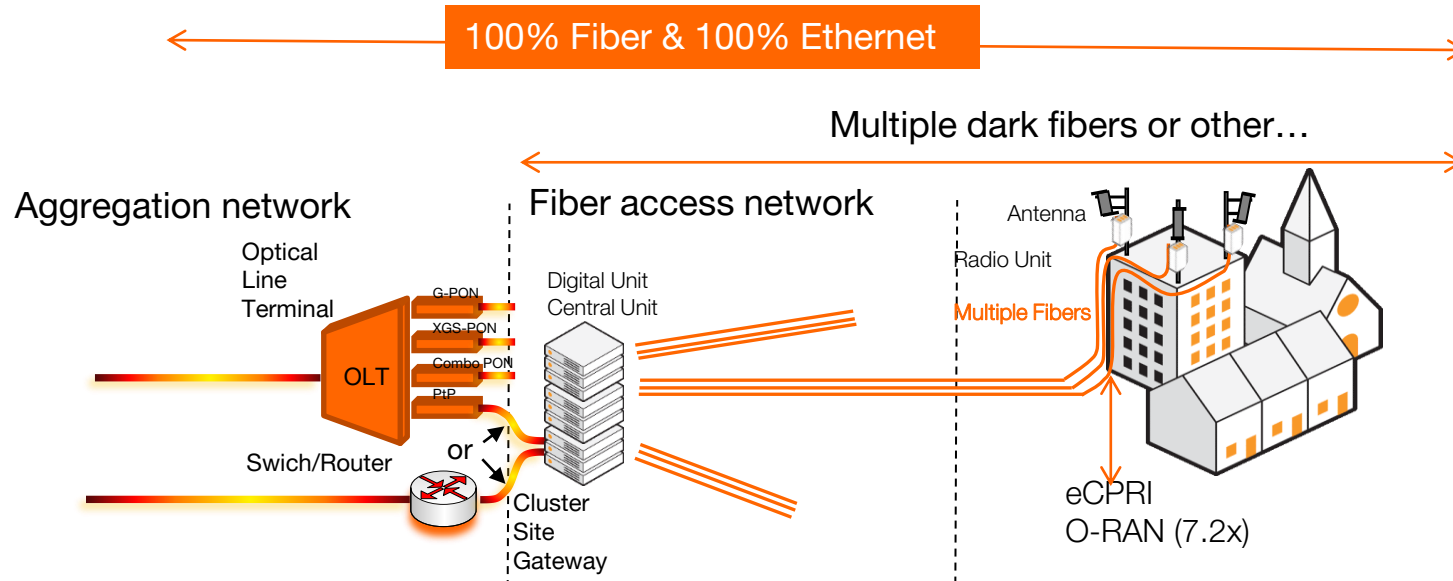 100% Fiber & 100% Ethernet
Multiple dark fibers or other…
Aggregation network
Fiber access network
Optical
Line
Terminal
G-PON
XGS-PON
Combo PON
PtP
OLT
Swich/Router
or
Digital Unit
Central Unit
Cluster
Site
Gateway
Antenna
Radio Unit
Multiple Fibers
eCPRI
O-RAN (7.2x)